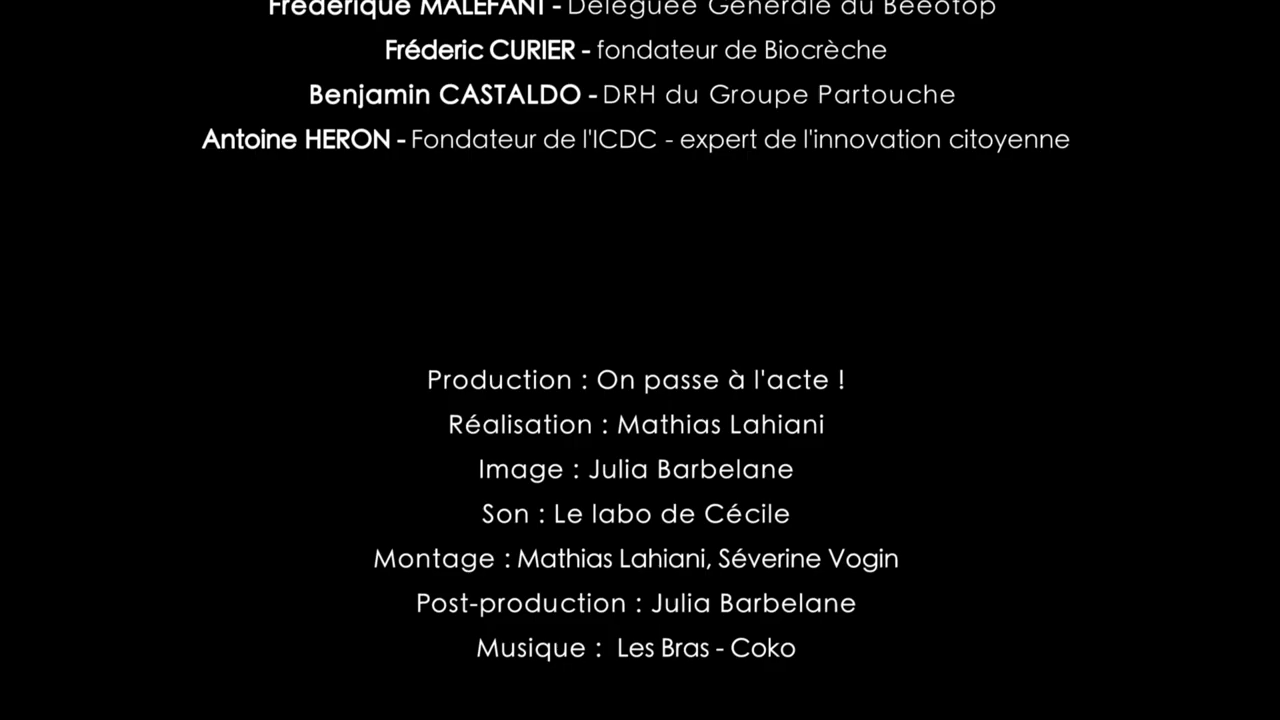 Frédérique MALEFANT - Déléguée Générale du Beeotop
Fréderic CURIER - fondateur de Biocrèche
Benjamin CASTALDO - DRH du Groupe Partouche
Antoine HERON - Fondateur de l'ICDC - expert de l'innovation citoyenne
Production : On passe à l'acte !
Réalisation : Mathias Lahiani
Image : Julia Barbelane
Son : Le labo de Cécile
Montage : Mathias Lahiani, Séverine Vogin
Post-production : Julia Barbelane
Musique : Les Bras - Coko